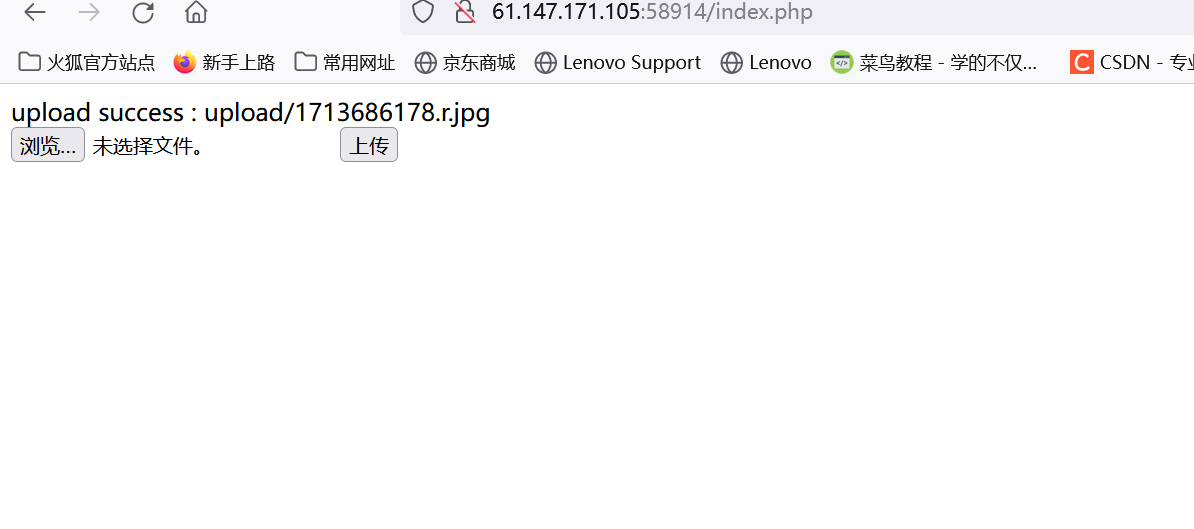 61.147.171.105:58914/index.php
火狐官方站点 新手上路 常用网址 京东商城 Lenovo Support Lenovo 菜鸟教程 - 学的不仅... CSDN - 专业
upload success : upload/1713686178.r.jpg
浏览... 未选择文件。 上传